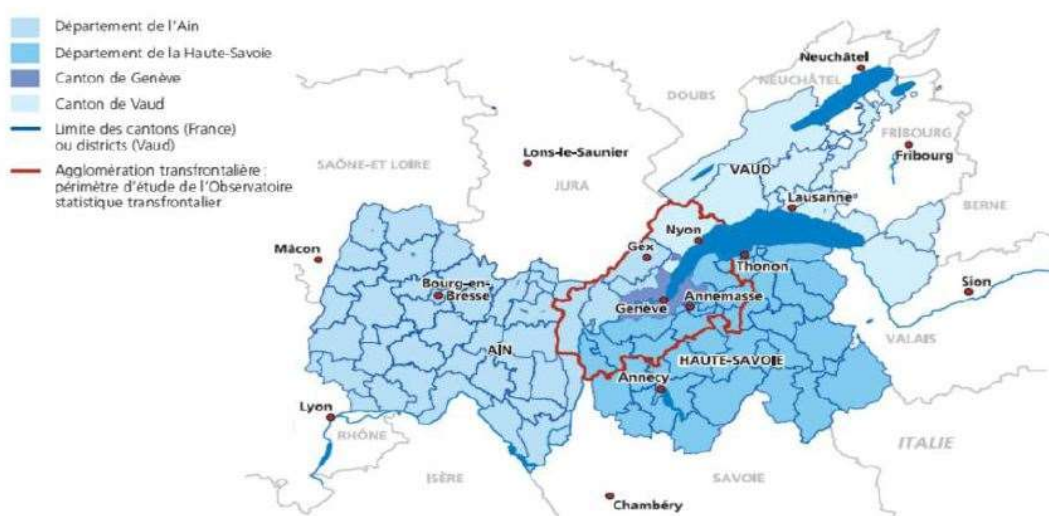 Département de l'Ain
Département de la Haute-Savoie
Canton de Genève
Canton de Vaud
Limite des cantons (France)
ou districts (Vaud)
Agglomération transfrontalière :
périmètre d'étude de l'Observatoire
statistique transfrontalier
Neuchâtel
NEUCHÂTEL
DOUBS
FRIBOURG
Fribourg
SAÔNE-ET LOIRE
Lons-le-Saunier
JURA
VAUD
Lausanne
BERNE
Nyon
Mâcon
Gex
Thonon
Bourg-en-
Bresse
Sion
Genève
Annemasse
VALAIS
AIN
HAUTE-SAVOIE
Annecy
Lyon
RHÔNE
ITALIE
ISÈRE
SAVOIE
Chambéry